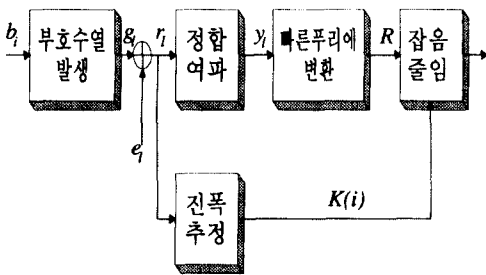 b_i
부호수열
발생
g_i
r_i
정합
여파
y_i
빠른푸리에
변환
R
잡음
줄임
e_i
진폭
추정
K(i)